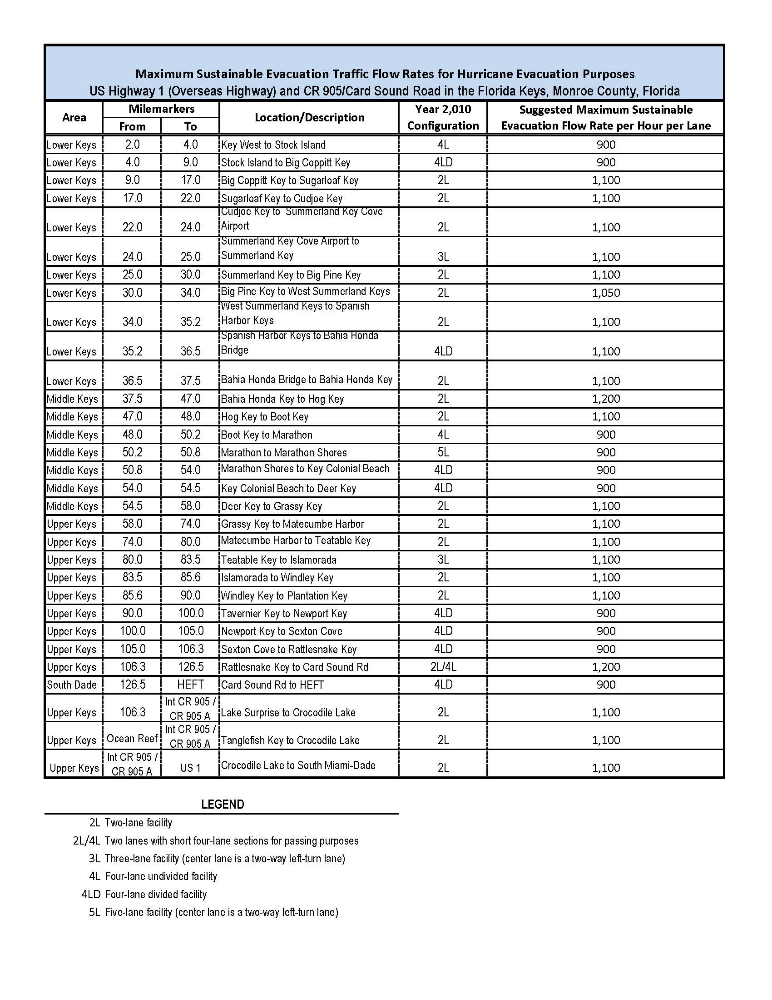 Maximum Sustainable Evacuation Traffic Flow Rates for Hurricane Evacuation Purposes
US Highway 1 (Overseas Highway) and CR 905/Card Sound Road in the Florida Keys, Monroe County, Florida
Area Milemarkers Location/Description Year 2,010 Configuration Suggested Maximum Sustainable Evacuation Flow Rate per Hour per Lane
From To
Lower Keys 2.0 4.0 Key West to Stock Island 4L 900
Lower Keys 4.0 9.0 Stock Island to Big Coppitt Key 4LD 900
Lower Keys 9.0 17.0 Big Coppitt Key to Sugarloaf Key 2L 1,100
Lower Keys 17.0 22.0 Sugarloaf Key to Cudjoe Key 2L 1,100
Lower Keys 22.0 24.0 Cudjoe Key to Summerland Key Cove Airport 2L 1,100
Lower Keys 24.0 25.0 Summerland Key Cove Airport to Summerland Key 3L 1,100
Lower Keys 25.0 30.0 Summerland Key to Big Pine Key 2L 1,100
Lower Keys 30.0 34.0 Big Pine Key to West Summerland Keys 2L 1,050
Lower Keys 34.0 35.2 West Summerland Keys to Spanish Harbor Keys 2L 1,100
Lower Keys 35.2 36.5 Spanish Harbor Keys to Bahia Honda Bridge 4LD 1,100
Lower Keys 36.5 37.5 Bahia Honda Bridge to Bahia Honda Key 2L 1,100
Middle Keys 37.5 47.0 Bahia Honda Key to Hog Key 2L 1,200
Middle Keys 47.0 48.0 Hog Key to Boot Key 2L 1,100
Middle Keys 48.0 50.2 Boot Key to Marathon 4L 900
Middle Keys 50.2 50.8 Marathon to Marathon Shores 5L 900
Middle Keys 50.8 54.0 Marathon Shores to Key Colonial Beach 4LD 900
Middle Keys 54.0 54.5 Key Colonial Beach to Deer Key 4LD 900
Middle Keys 54.5 58.0 Deer Key to Grassy Key 2L 1,100
Upper Keys 58.0 74.0 Grassy Key to Matecumbe Harbor 2L 1,100
Upper Keys 74.0 80.0 Matecumbe Harbor to Teatable Key 2L 1,100
Upper Keys 80.0 83.5 Teatable Key to Islamorada 3L 1,100
Upper Keys 83.5 85.6 Islamorada to Windley Key 2L 1,100
Upper Keys 85.6 90.0 Windley Key to Plantation Key 2L 1,100
Upper Keys 90.0 100.0 Tavernier Key to Newport Key 4LD 900
Upper Keys 100.0 105.0 Newport Key to Sexton Cove 4LD 900
Upper Keys 105.0 106.3 Sexton Cove to Rattlesnake Key 4LD 900
Upper Keys 106.3 126.5 Rattlesnake Key to Card Sound Rd 2L/4L 1,200
South Dade 126.5 HEFT Card Sound Rd to HEFT 4LD 900
Upper Keys 106.3 Int CR 905 / CR 905 A Lake Surprise to Crocodile Lake 2L 1,100
Upper Keys Ocean Reef Int CR 905 / CR 905 A Tanglefish Key to Crocodile Lake 2L 1,100
Upper Keys Int CR 905 / CR 905 A US 1 Crocodile Lake to South Miami-Dade 2L 1,100
LEGEND
2L Two-lane facility
2L/4L Two lanes with short four-lane sections for passing purposes
3L Three-lane facility (center lane is a two-way left-turn lane)
4L Four-lane undivided facility
4LD Four-lane divided facility
5L Five-lane facility (center lane is a two-way left-turn lane)